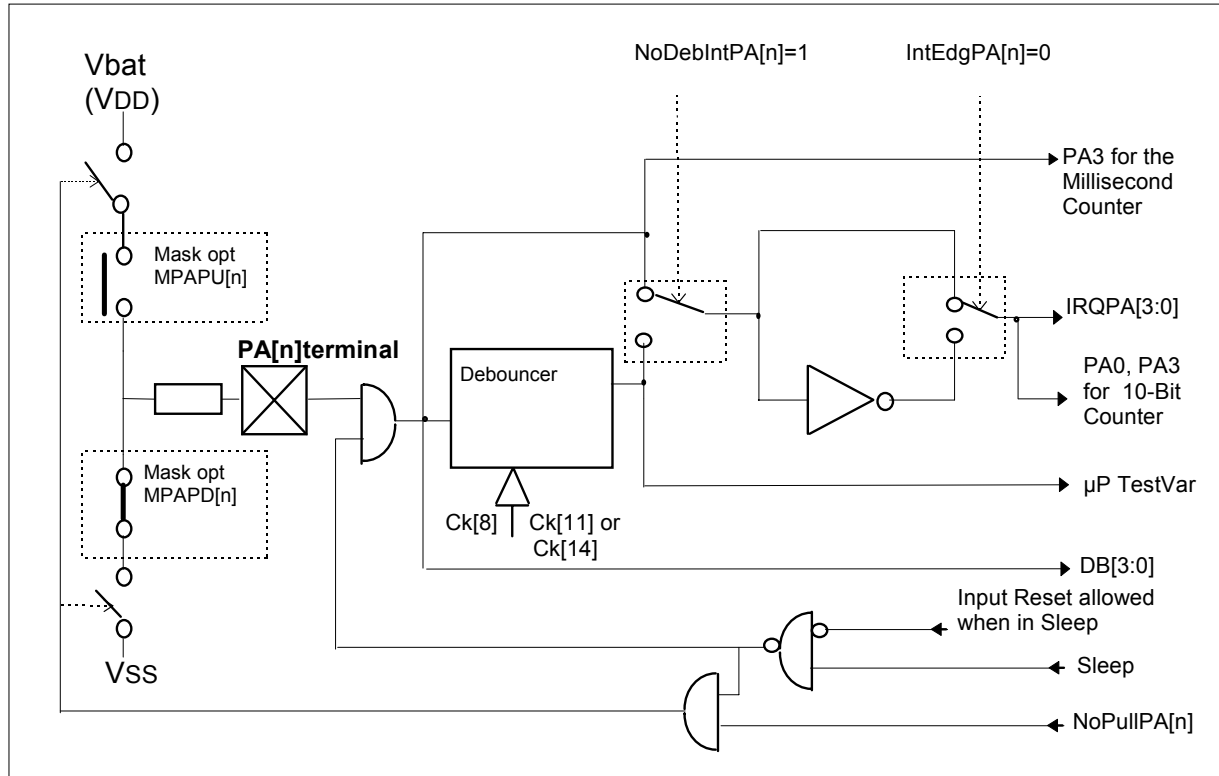 NoDebIntPA[n]=1
IntEdgPA[n]=0
Vbat
(VDD)
PA3 for the
Millisecond
Counter
Mask opt
MPAPU[n]
IRQPA[3:0]
PA[n]terminal
Debouncer
PA0, PA3
for 10-Bit
Counter
Mask opt
MPAPD[n]
µP TestVar
Ck[8]
Ck[11] or
Ck[14]
DB[3:0]
Input Reset allowed
when in Sleep
Sleep
VSS
NoPullPA[n]